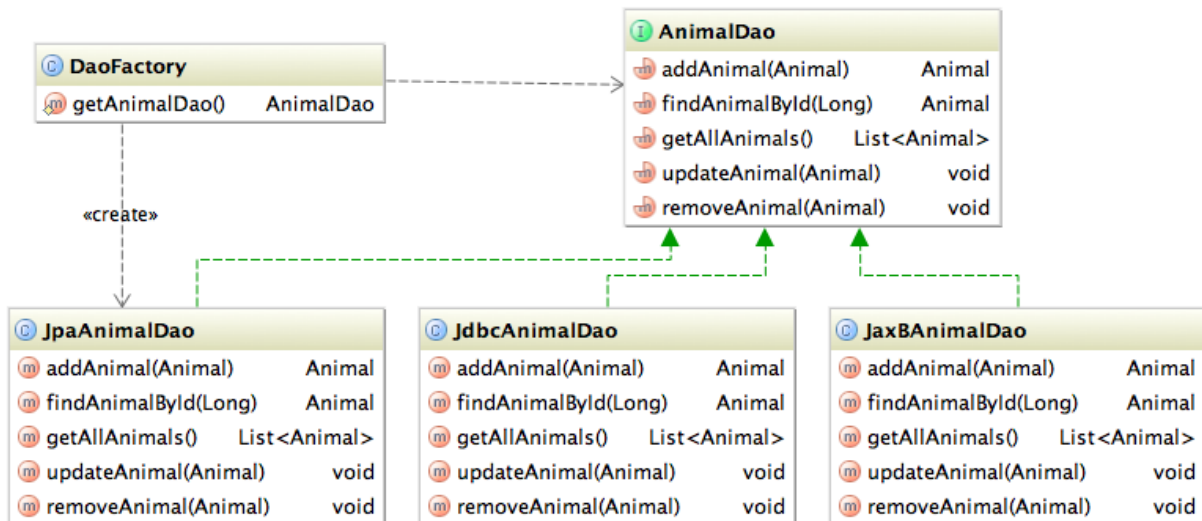 DaoFactory
getAnimalDao() AnimalDao
«create»
AnimalDao
addAnimal(Animal) Animal
findAnimalById(Long) Animal
getAllAnimals() List<Animal>
updateAnimal(Animal) void
removeAnimal(Animal) void
JpaAnimalDao
addAnimal(Animal) Animal
findAnimalById(Long) Animal
getAllAnimals() List<Animal>
updateAnimal(Animal) void
removeAnimal(Animal) void
JdbcAnimalDao
addAnimal(Animal) Animal
findAnimalById(Long) Animal
getAllAnimals() List<Animal>
updateAnimal(Animal) void
removeAnimal(Animal) void
JaxBAnimalDao
addAnimal(Animal) Animal
findAnimalById(Long) Animal
getAllAnimals() List<Animal>
updateAnimal(Animal) void
removeAnimal(Animal) void